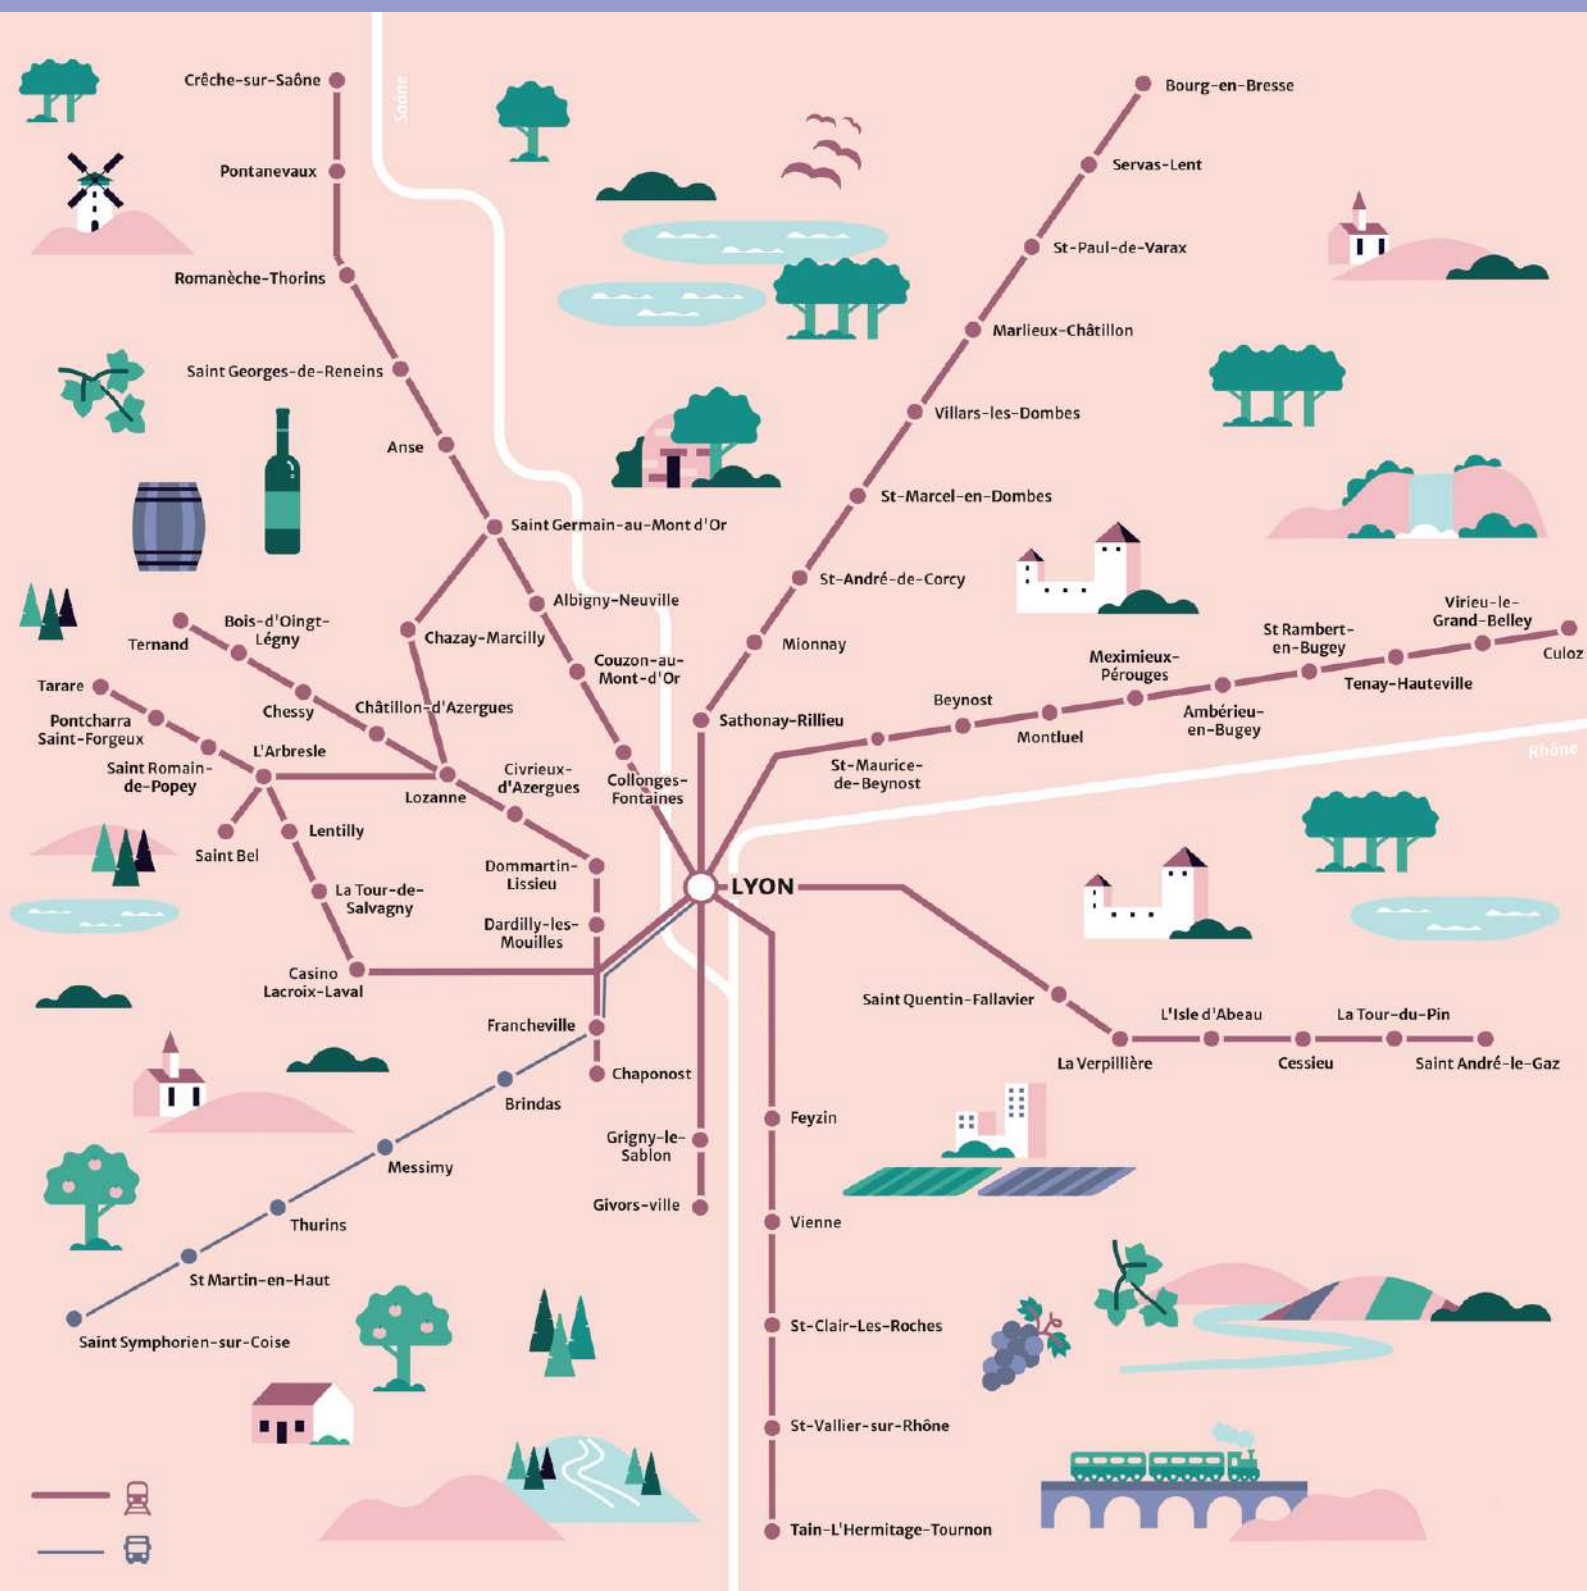 Saône
Crêche-sur-Saône
Pontanevaux
Romanèche-Thorins
Saint Georges-de-Reneins
Anse
Saint Germain-au-Mont d'Or
Albigny-Neuville
Chazay-Marcilly
Couzon-au-
Mont-d'Or
Collonges-
Fontaines
Bourg-en-Bresse
Servas-Lent
St-Paul-de-Varax
Marlieux-Châtillon
Villars-les-Dombes
St-Marcel-en-Dombes
St-André-de-Corcy
Mionnay
Sathonay-Rillieu
Ternand
Bois-d'Oingt-
Légny
Chessy
Châtillon-d'Azergues
Tarare
Pontcharra
Saint-Forgeux
Saint Romain-
de-Popey
L'Arbresle
Lozanne
Civrieux-
d'Azergues
Saint Bel
Lentilly
La Tour-de-
Salvagny
Casino
Lacroix-Laval
Dommartin-
Lissieu
Dardilly-les-
Mouilles
Francheville
Chaponost
LYON
St-Maurice-
de-Beynost
Beynost
Montluel
Meximieux-
Pérouges
Ambérieu-
en-Bugey
St Rambert-
en-Bugey
Tenay-Hauteville
Virieu-le-
Grand-Belley
Culoz
Rhône
Saint Quentin-Fallavier
La Verpillière
L'Isle d'Abeau
Cessieu
La Tour-du-Pin
Saint André-le-Gaz
Brindas
Messimy
Thurins
St Martin-en-Haut
Saint Symphorien-sur-Coise
Grigny-le-
Sablon
Givors-ville
Feyzin
Vienne
St-Clair-Les-Roches
St-Vallier-sur-Rhône
Tain-L'Hermitage-Tournon